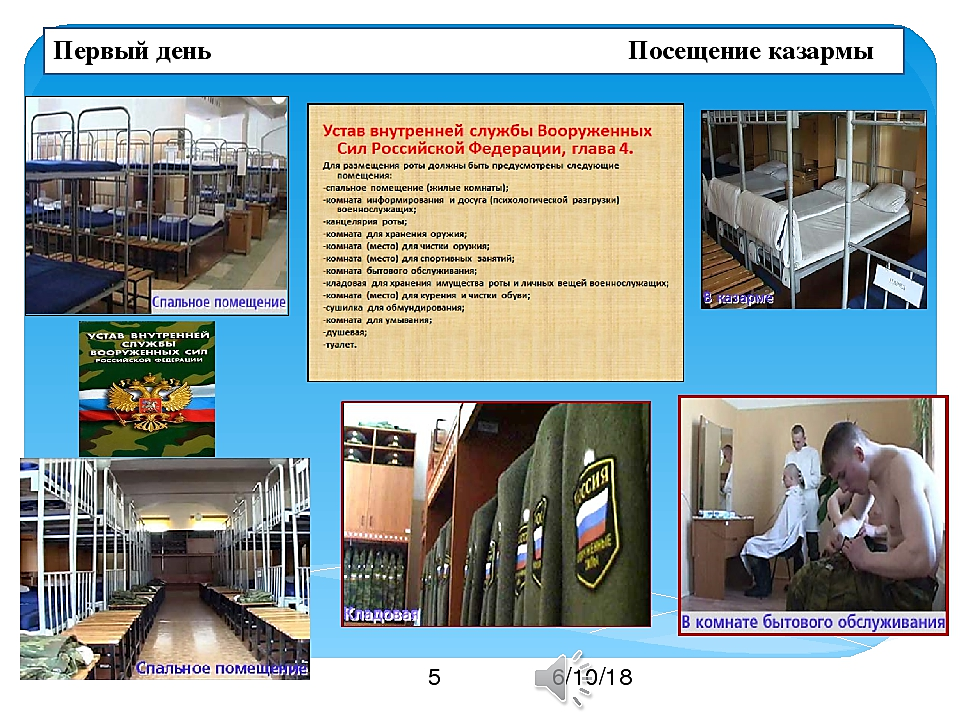 Первый день Посещение казармы
Спальное помещение
Устав внутренней службы Вооруженных
Сил Российской Федерации, глава 4.
Для размещения роты должны быть предусмотрены следующие
помещения:
-спальное помещение (жилые комнаты);
-комната информирования и досуга (психологической разгрузки)
военнослужащих;
-канцелярия роты;
-комната для хранения оружия;
-комната (место) для чистки оружия;
-комната (место) для спортивных занятий;
-комната бытового обслуживания;
-кладовая для хранения имущества роты и личных вещей военнослужащих;
-комната (место) для курения и чистки обуви;
-сушилка для обмундирования;
-комната для умывания;
-душевая;
-туалет.
В казарме
УСТАВ ВНУТРЕННЕЙ
СЛУЖБЫ
ВООРУЖЕННЫХ СИЛ
РОССИЙСКОЙ ФЕДЕРАЦИИ
Спальное помещение
РОССИЯ
ВООРУЖЕННЫЕ
СИЛЫ
Кладовая
В комнате бытового обслуживания
5 6/10/18